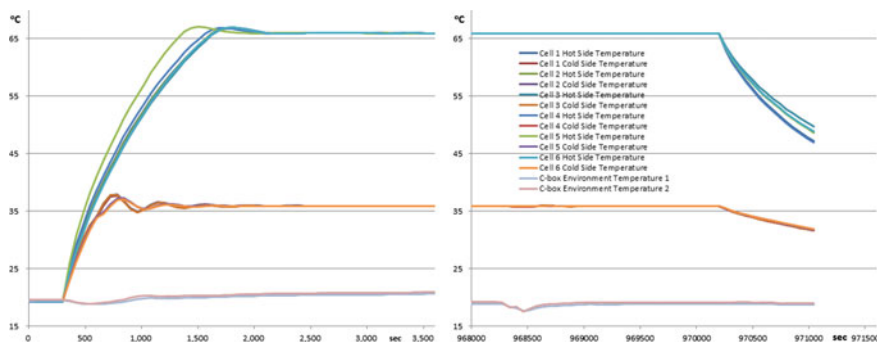 °C
65
55
45
35
25
15
0 500 1,000 1,500 2,000 2,500 3,000 sec 3,500
°C
65
55
45
35
25
15
Cell 1 Hot Side Temperature
Cell 1 Cold Side Temperature
Cell 2 Hot Side Temperature
Cell 2 Cold Side Temperature
Cell 3 Hot Side Temperature
Cell 3 Cold Side Temperature
Cell 4 Hot Side Temperature
Cell 4 Cold Side Temperature
Cell 5 Hot Side Temperature
Cell 5 Cold Side Temperature
Cell 6 Hot Side Temperature
Cell 6 Cold Side Temperature
C-box Environment Temperature 1
C-box Environment Temperature 2
968000 968500 969000 969500 970000 970500 971000 sec 971500